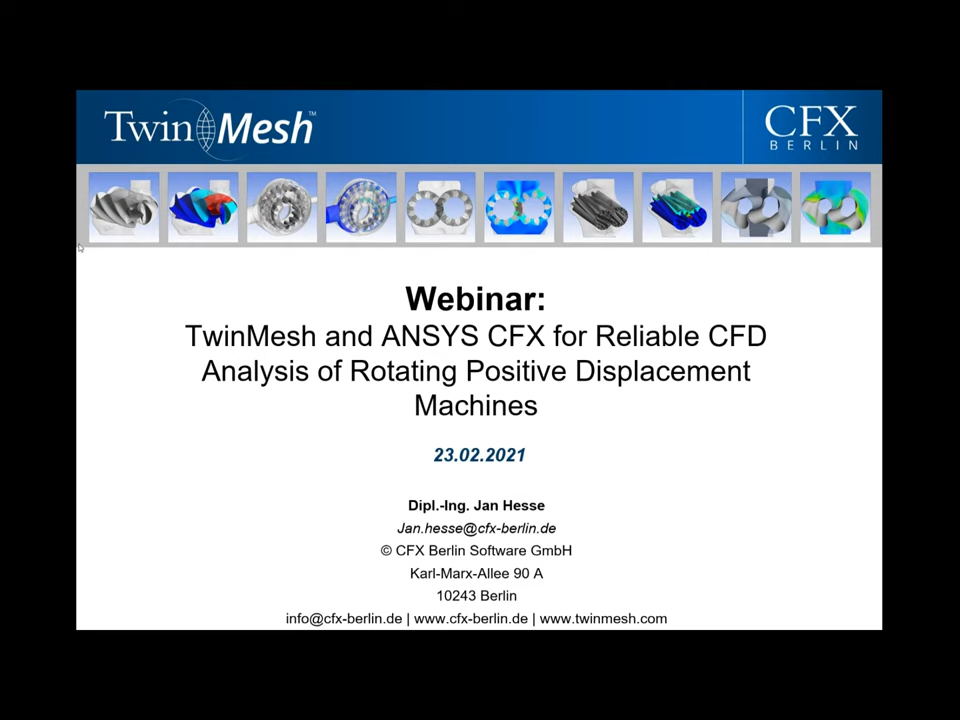 TwinMesh™
CFX
BERLIN
Webinar:
TwinMesh and ANSYS CFX for Reliable CFD
Analysis of Rotating Positive Displacement
Machines
23.02.2021
Dipl.-Ing. Jan Hesse
Jan.hesse@cfx-berlin.de
© CFX Berlin Software GmbH
Karl-Marx-Allee 90 A
10243 Berlin
info@cfx-berlin.de | www.cfx-berlin.de | www.twinmesh.com